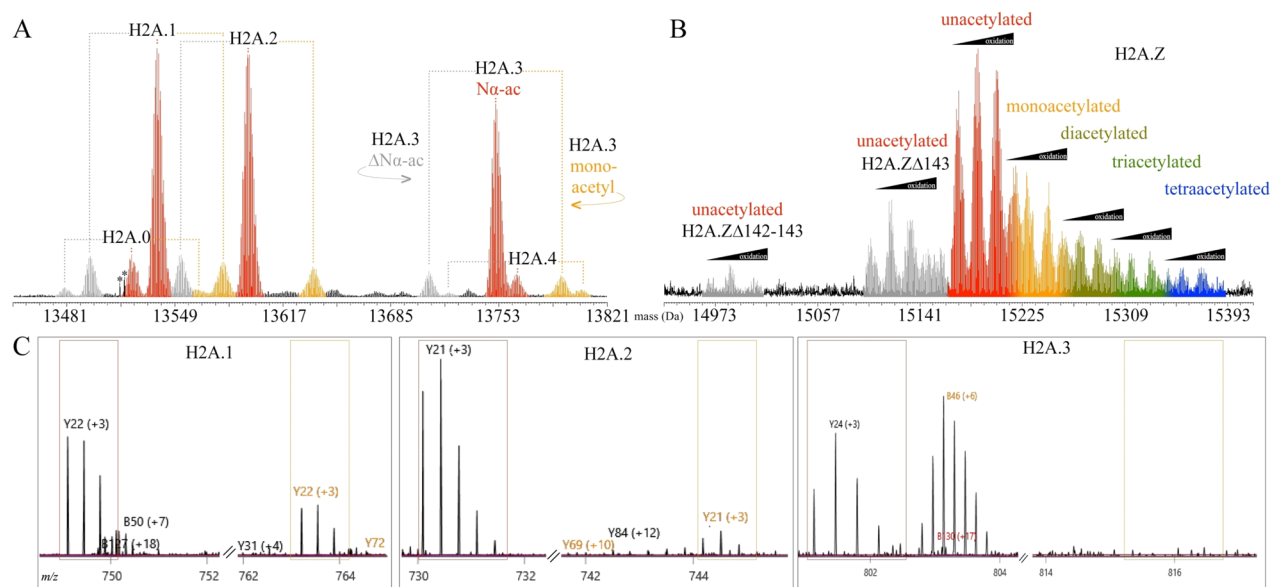 A
H2A.1
H2A.2
H2A.3
Nα-ac
H2A.3
ΔNα-ac
H2A.3
mono-
acetyl
H2A.0
**
H2A.4
13481 13549 13617 13685 13753 13821
mass (Da)
B
unacetylated
oxidation
H2A.Z
monoacetylated
oxidation
diacetylated
oxidation
triacetylated
oxidation
tetraacetylated
oxidation
unacetylated
H2A.ZΔ143
oxidation
unacetylated
H2A.ZΔ142-143
oxidation
14973 15057 15141 15225 15309 15393
C
H2A.1
Y22 (+3)
B50 (+7)
B127 (+18)
Y31 (+4)
Y22 (+3)
Y72
m/z 750 752 762 764
H2A.2
Y21 (+3)
Y84 (+12)
Y69 (+10)
Y21 (+3)
730 732 742 744
H2A.3
Y24 (+3)
B46 (+6)
B130 (+17)
802 804 814 816